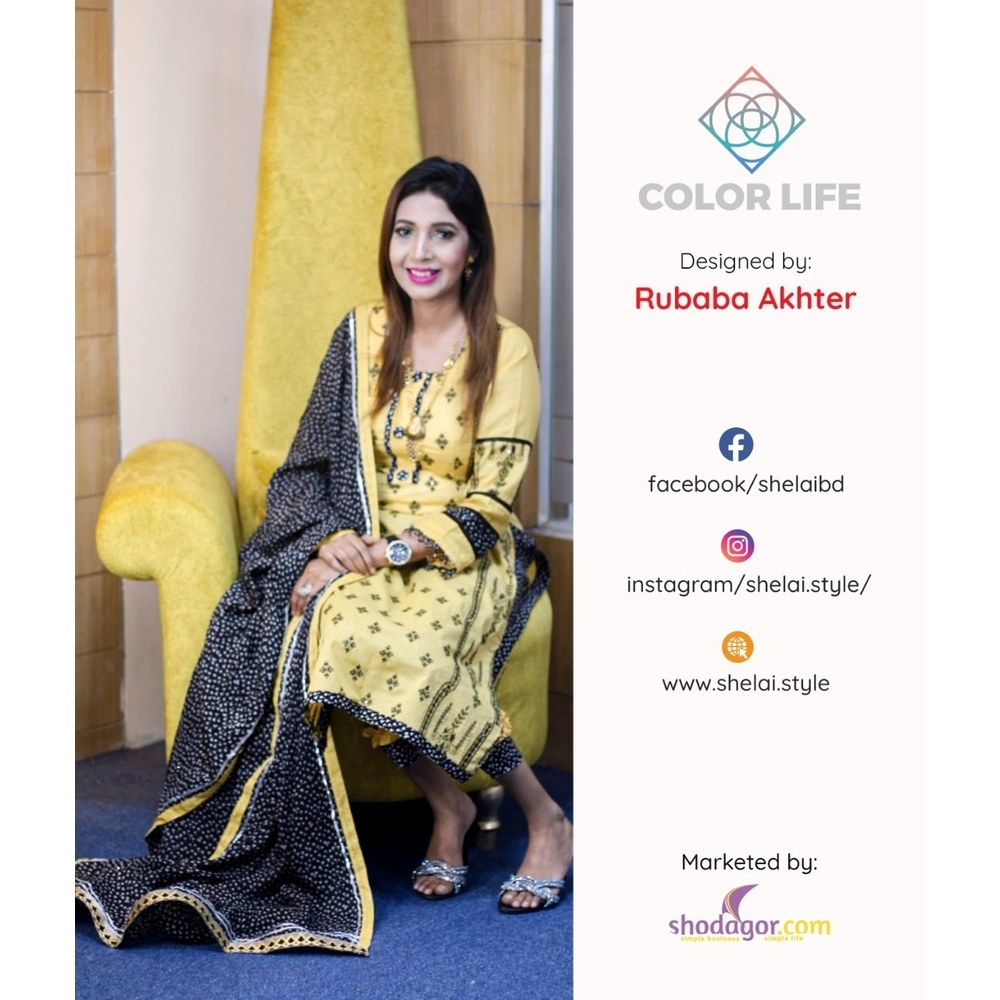 COLOR LIFE
Designed by:
Rubaba Akhter
facebook/shelaibd
instagram/shelai.style/
www.shelai.style
Marketed by:
shodagor.com
simple business simple life